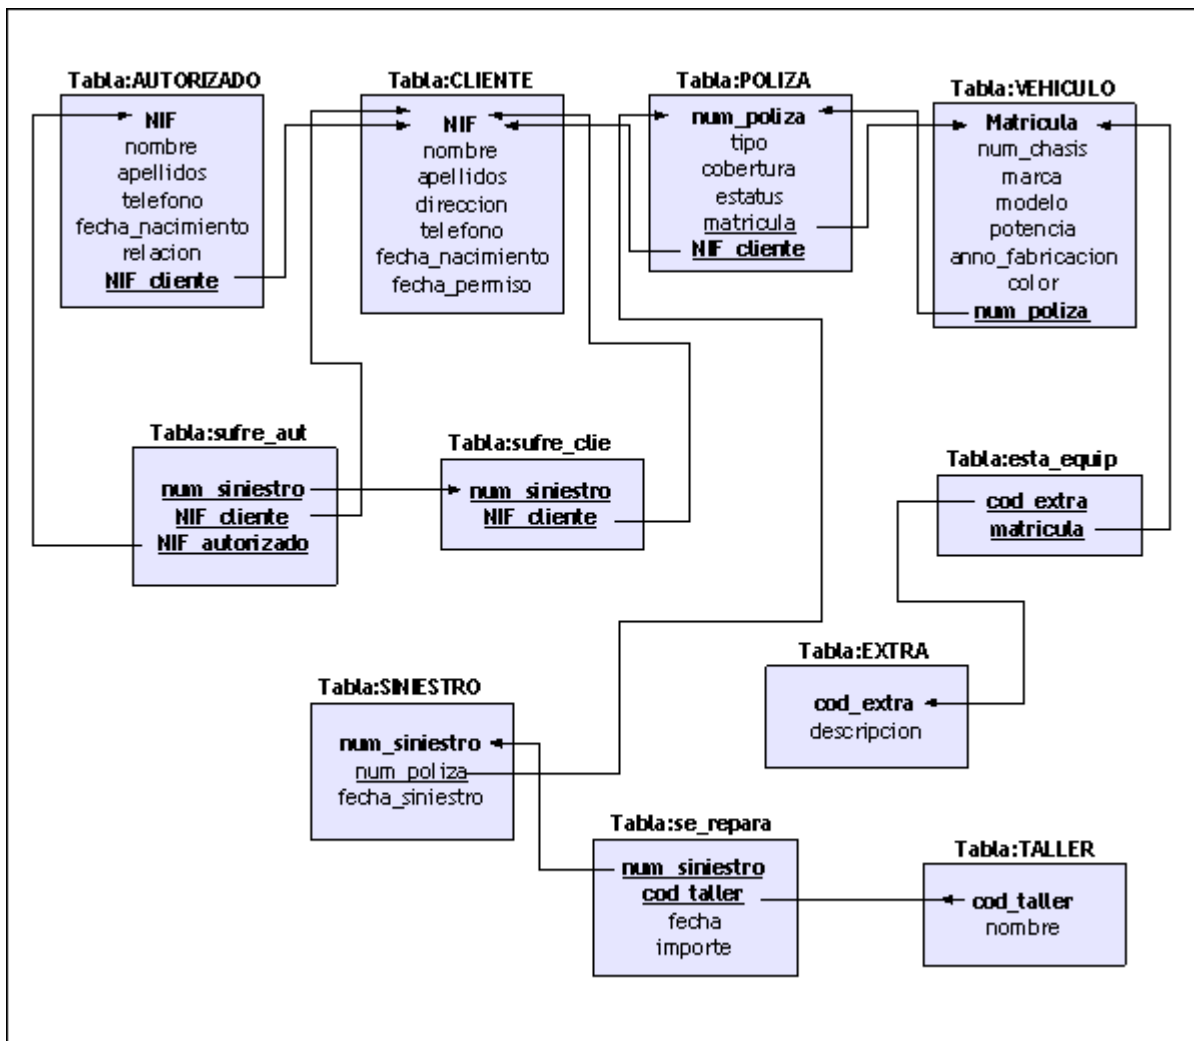 Tabla:AUTORIZADO
NIF
nombre
apellidos
telefono
fecha_nacimiento
relacion
NIF_cliente
Tabla:CLIENTE
NIF
nombre
apellidos
direccion
telefono
fecha_nacimiento
fecha_permiso
Tabla:POLIZA
num_poliza
tipo
cobertura
estatus
matricula
NIF_cliente
Tabla:VEHICULO
Matricula
num_chasis
marca
modelo
potencia
anno_fabricacion
color
num_poliza
Tabla:sufre_aut
num_siniestro
NIF_cliente
NIF_autorizado
Tabla:sufre_clie
num_siniestro
NIF_cliente
Tabla:esta_equip
cod_extra
matricula
Tabla:EXTRA
cod_extra
descripcion
Tabla:SINIESTRO
num_siniestro
num_poliza
fecha_siniestro
Tabla:se_repara
num_siniestro
cod_taller
fecha
importe
Tabla:TALLER
cod_taller
nombre